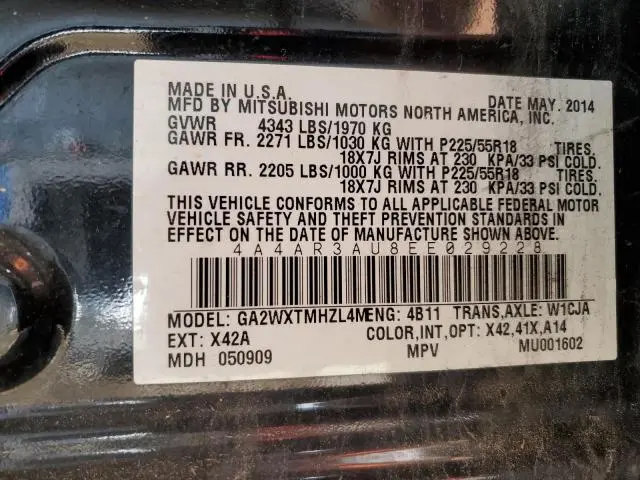 MADE IN U.S.A. DATE MAY. 2014
MFD BY MITSUBISHI MOTORS NORTH AMERICA, INC.
GVWR 4343 LBS/1970 KG
GAWR FR. 2271 LBS/1030 KG WITH P225/55R18 TIRES,
18X7J RIMS AT 230 KPA/33 PSI COLD.
GAWR RR. 2205 LBS/1000 KG WITH P225/55R18 TIRES,
18X7J RIMS AT 230 KPA/33 PSI COLD.
THIS VEHICLE CONFORMS TO ALL APPLICABLE FEDERAL MOTOR
VEHICLE SAFETY AND THEFT PREVENTION STANDARDS IN
EFFECT ON THE DATE OF MANUFACTURE SHOWN ABOVE.
4A4AR3AU8EE029228
MODEL: GA2WXTMHZL4M ENG: 4B11 TRANS,AXLE: W1CJA
EXT: X42A COLOR,INT,OPT: X42,41X,A14
MDH 050909 MPV MU001602